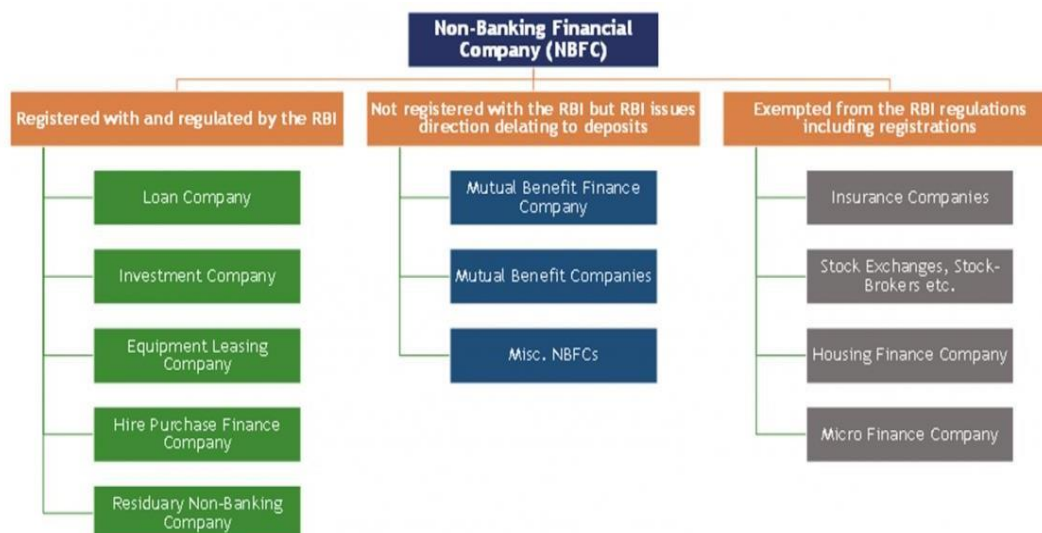 Non-Banking Financial
Company (NBFC)
Registered with and regulated by the RBI
Not registered with the RBI but RBI issues
direction delating to deposits
Exempted from the RBI regulations
including registrations
Loan Company
Investment Company
Equipment Leasing
Company
Hire Purchase Finance
Company
Residuary Non-Banking
Company
Mutual Benefit Finance
Company
Mutual Benefit Companies
Misc. NBFCs
Insurance Companies
Stock Exchanges, Stock-
Brokers etc.
Housing Finance Company
Micro Finance Company